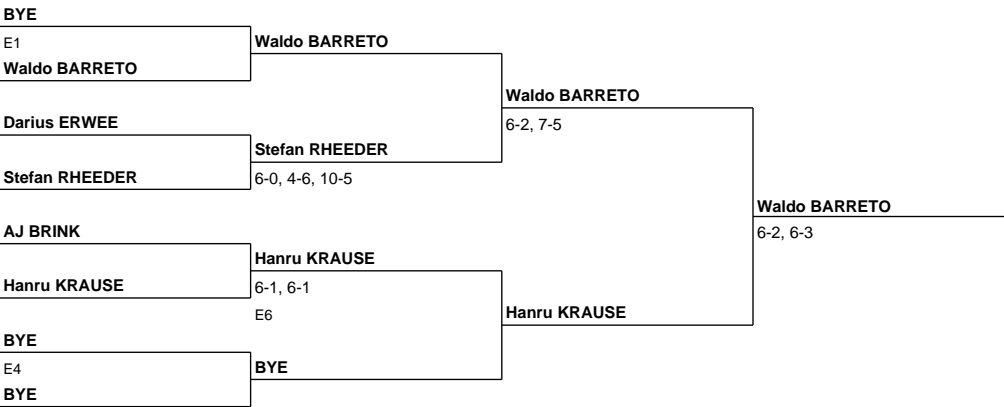 BYE
E1
Waldo BARRETO
Waldo BARRETO
Darius ERWEE
Stefan RHEEDER
Stefan RHEEDER
6-0, 4-6, 10-5
Waldo BARRETO
6-2, 7-5
AJ BRINK
Hanru KRAUSE
Hanru KRAUSE
6-1, 6-1
E6
BYE
E4
BYE
BYE
Hanru KRAUSE
Waldo BARRETO
6-2, 6-3